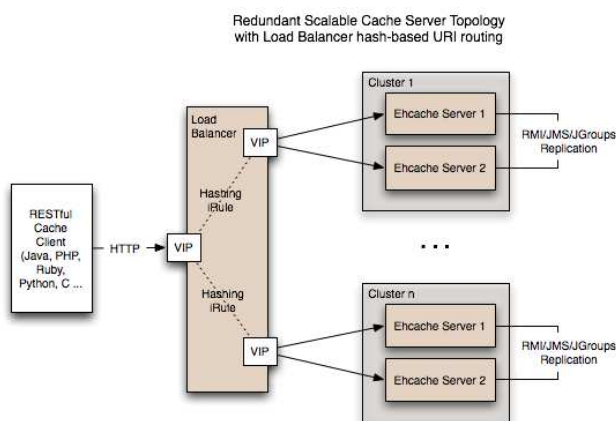 Redundant Scalable Cache Server Topology
with Load Balancer hash-based URI routing
RESTful
Cache
Client
(Java, PHP,
Ruby,
Python, C ...
HTTP
VIP
Load
Balancer
VIP
Hashing
iRule
Hashing
iRule
VIP
Cluster 1
Ehcache Server 1
Ehcache Server 2
RMI/JMS/JGroups
Replication
...
Cluster n
Ehcache Server 1
Ehcache Server 2
RMI/JMS/JGroups
Replication